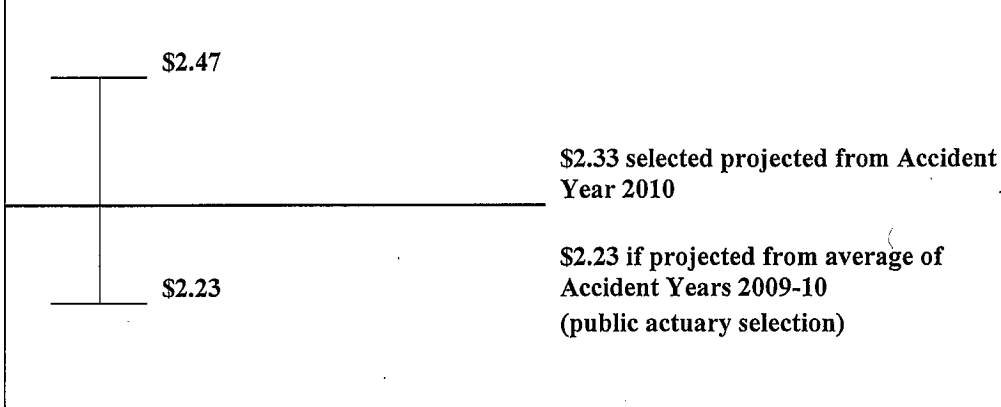 $2.47
$2.33 selected projected from Accident
Year 2010
$2.23 if projected from average of
Accident Years 2009-10
(public actuary selection)
$2.23